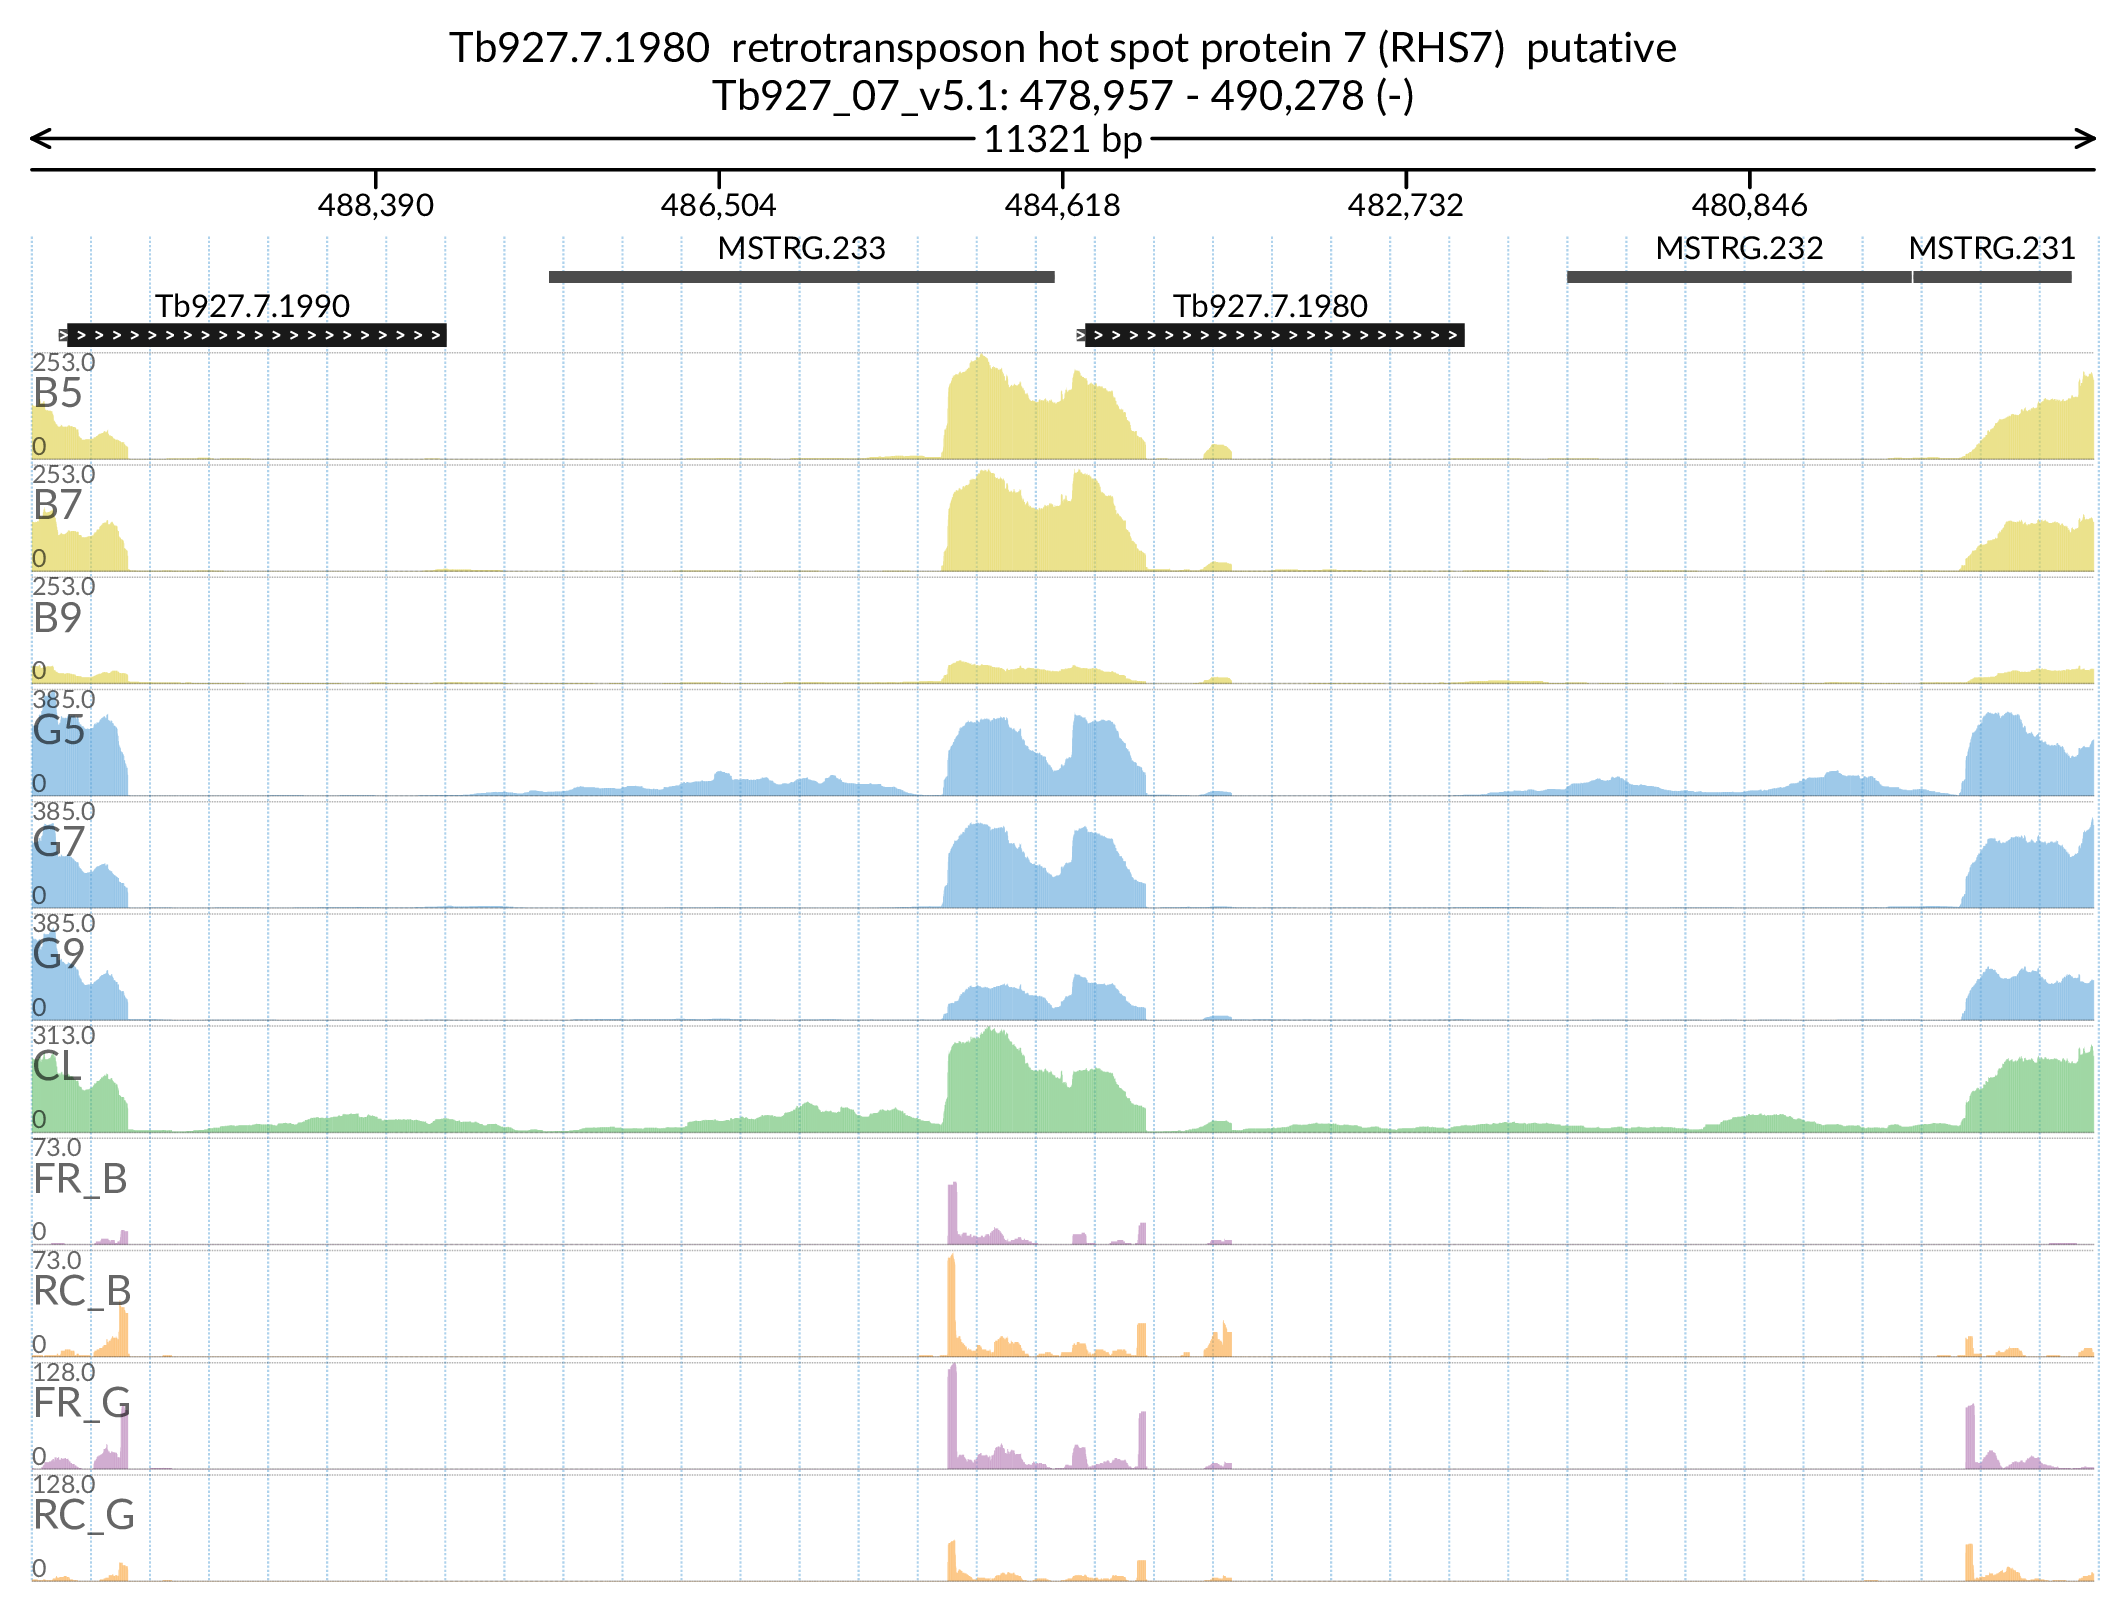 Tb927.7.1980 retrotransposon hot spot protein 7 (RHS7) putative
Tb927_07_v5.1: 478,957 - 490,278 (-)
11321 bp
488,390 486,504 484,618 482,732 480,846
MSTRG.233 MSTRG.232 MSTRG.231
Tb927.7.1990 Tb927.7.1980
253.0
B5
0
253.0
B7
0
253.0
B9
0
385.0
G5
0
385.0
G7
0
385.0
G9
0
313.0
CL
0
73.0
FR_B
0
73.0
RC_B
0
128.0
FR_G
0
128.0
RC_G
0